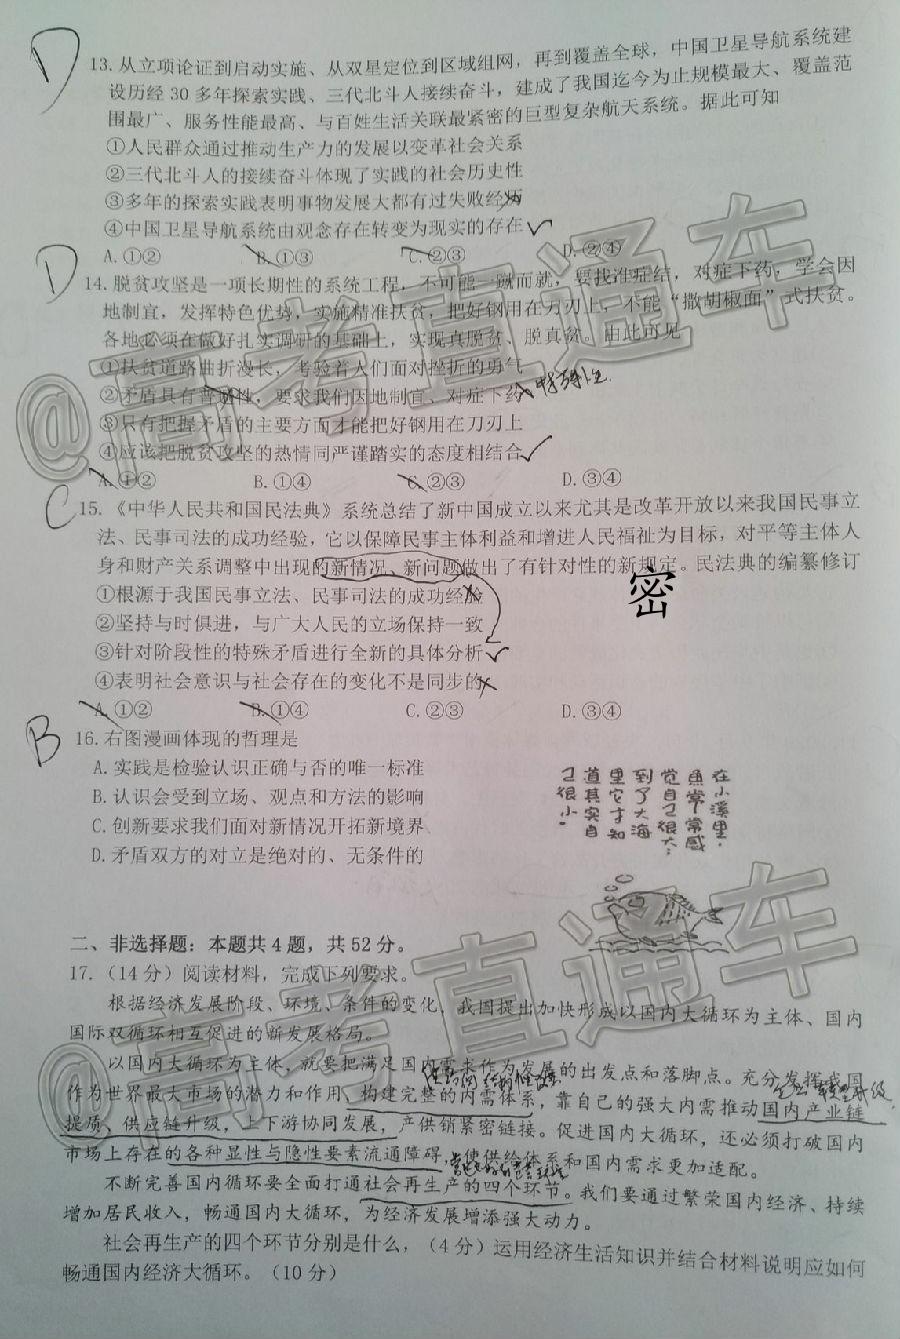 D
13.从立项论证到启动实施、从双星定位到区域组网，再到覆盖全球，中国卫星导航系统建
设历经30多年探索实践、三代北斗人接续奋斗，建成了我国迄今为止规模最大、覆盖范
围最广、服务性能最高、与百姓生活关联最紧密的巨型复杂航天系统。据此可知
①人民群众通过推动生产力的发展以变革社会关系
②三代北斗人的接续奋斗体现了实践的社会历史性
③多年的探索实践表明事物发展大都有过失败经历
④中国卫星导航系统由观念存在转变为现实的存在
A.①② B.①③ C.②③ D.②④
D
14.脱贫攻坚是一项长期性的系统工程，不可能一蹴而就，要找准症结，对症下药，学会因
地制宜，发挥特色优势，实施精准扶贫，把好钢用在刀刃上，不能“撒胡椒面”式扶贫。
各地必须在做好扎实调研的基础上，实现真脱贫、脱真贫。由此可见
①扶贫道路曲折漫长，考验着人们面对挫折的勇气
②矛盾具有普遍性，要求我们因地制宜、对症下药 特殊性
③只有把握矛盾的主要方面才能把好钢用在刀刃上
④应该把脱贫攻坚的热情同严谨踏实的态度相结合
A.①② B.①④ C.②③ D.③④
C
15.《中华人民共和国民法典》系统总结了新中国成立以来尤其是改革开放以来我国民事立
法、民事司法的成功经验，它以保障民事主体利益和增进人民福祉为目标，对平等主体人
身和财产关系调整中出现的新情况、新问题做出了有针对性的新规定。民法典的编纂修订
密
①根源于我国民事立法、民事司法的成功经验
②坚持与时俱进，与广大人民的立场保持一致
③针对阶段性的特殊矛盾进行全新的具体分析
④表明社会意识与社会存在的变化不是同步的
A.①② B.①④ C.②③ D.③④
B
16.右图漫画体现的哲理是
A.实践是检验认识正确与否的唯一标准
B.认识会受到立场、观点和方法的影响
C.创新要求我们面对新情况开拓新境界
D.矛盾双方的对立是绝对的、无条件的
在小溪里，
鱼常常感
觉自己很大；
到了大海
里它才知
道其实自
己很小。
二、非选择题：本题共4题，共52分。
17.（14分）阅读材料，完成下列要求。
根据经济发展阶段、环境、条件的变化，我国提出加快形成以国内大循环为主体、国内
国际双循环相互促进的新发展格局。
以国内大循环为主体，就要把满足国内需求作为发展的出发点和落脚点。充分发挥我国
作为世界最大市场的潜力和作用，构建完整的内需体系，靠自己的强大内需推动国内产业链
提质、供应链升级，上下游协同发展，产供销紧密链接。促进国内大循环，还必须打破国内
市场上存在的各种显性与隐性要素流通障碍，使供给体系和国内需求更加适配。
不断完善国内循环要全面打通社会再生产的四个环节。我们要通过繁荣国内经济、持续
增加居民收入，畅通国内大循环，为经济发展增添强大动力。
社会再生产的四个环节分别是什么，（4分）运用经济生活知识并结合材料说明应如何
畅通国内经济大循环。（10分）
@高考直通车
@高考直通车